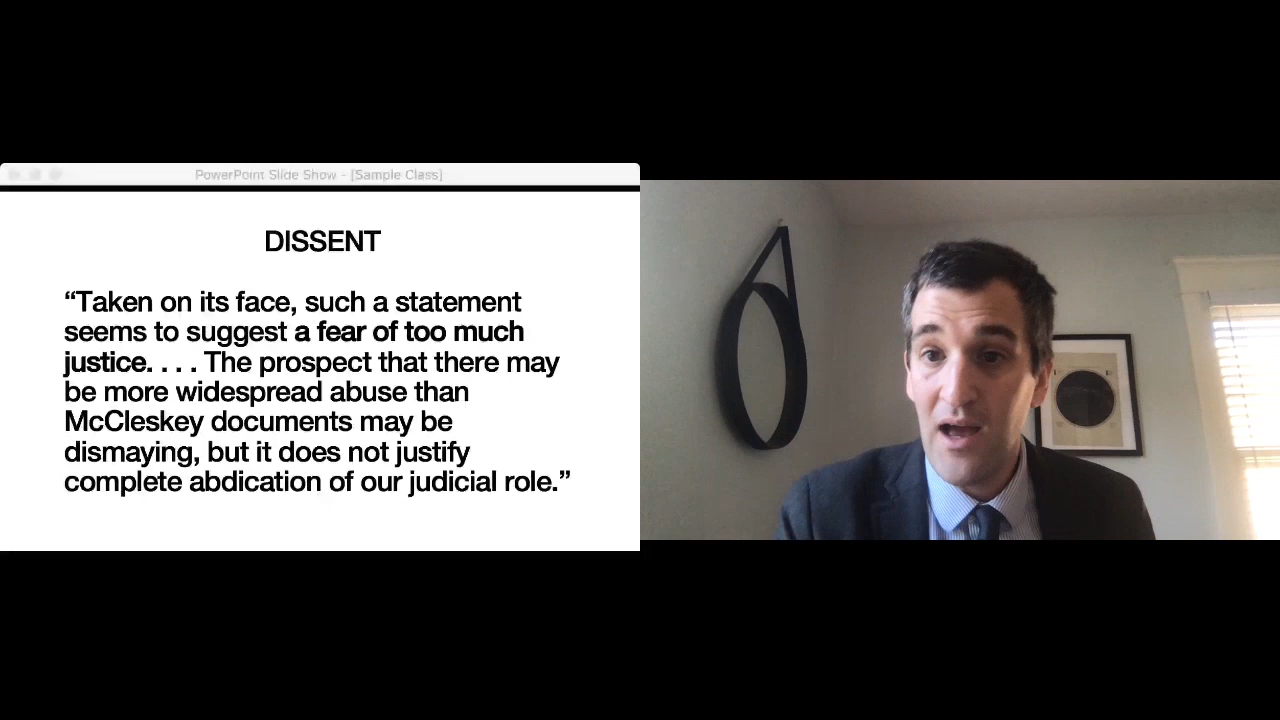 PowerPoint Slide Show - [Sample Class]
DISSENT
“Taken on its face, such a statement
seems to suggest a fear of too much
justice. . . . The prospect that there may
be more widespread abuse than
McCleskey documents may be
dismaying, but it does not justify
complete abdication of our judicial role.”